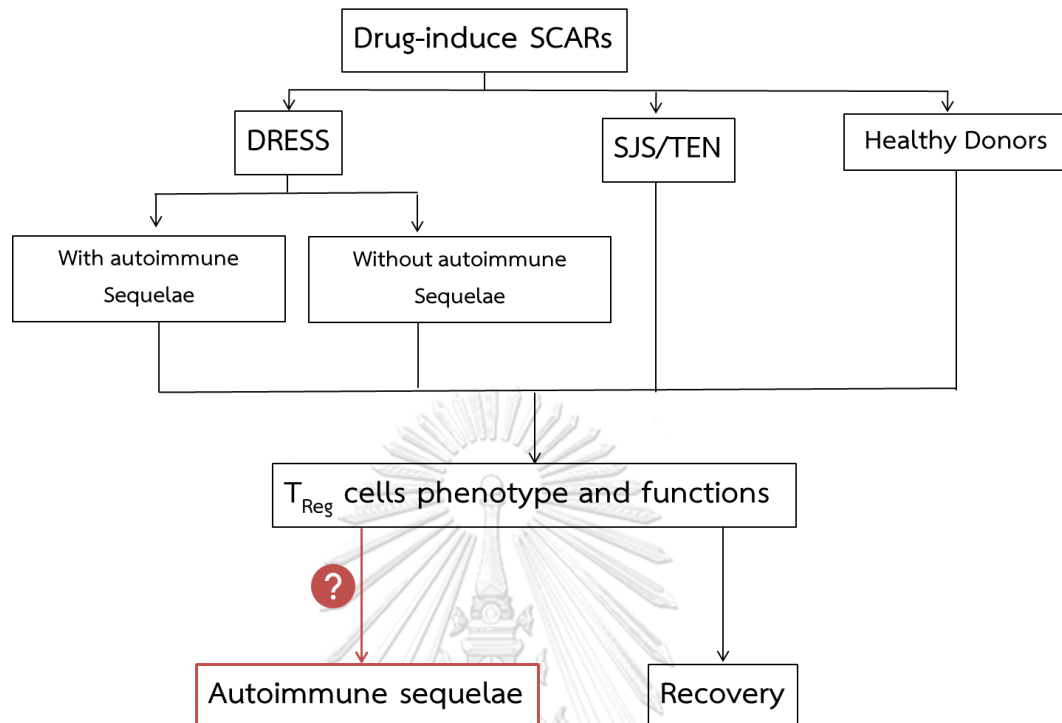 Drug-induce SCARs
DRESS
SJS/TEN
Healthy Donors
With autoimmune
Sequelae
Without autoimmune
Sequelae
TReg cells phenotype and functions
?
Autoimmune sequelae
Recovery